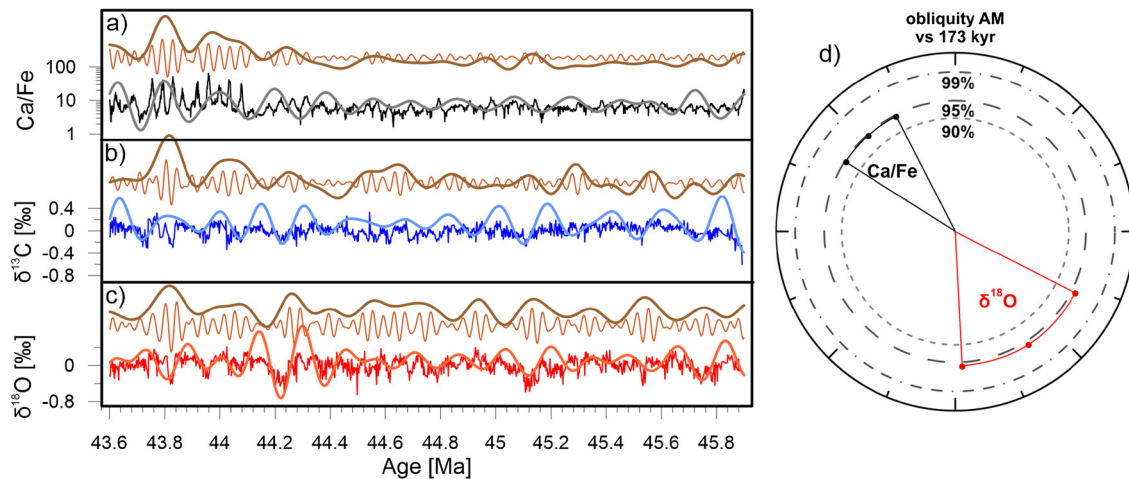 a)
100
10
1
Ca/Fe
b)
0.4
0
-0.4
-0.8
δ¹³C [‰]
c)
0
-0.8
δ¹⁸O [‰]
43.6 43.8 44 44.2 44.4 44.6 44.8 45 45.2 45.4 45.6 45.8
Age [Ma]
d)
obliquity AM
vs 173 kyr
99%
95%
90%
Ca/Fe
δ¹⁸O